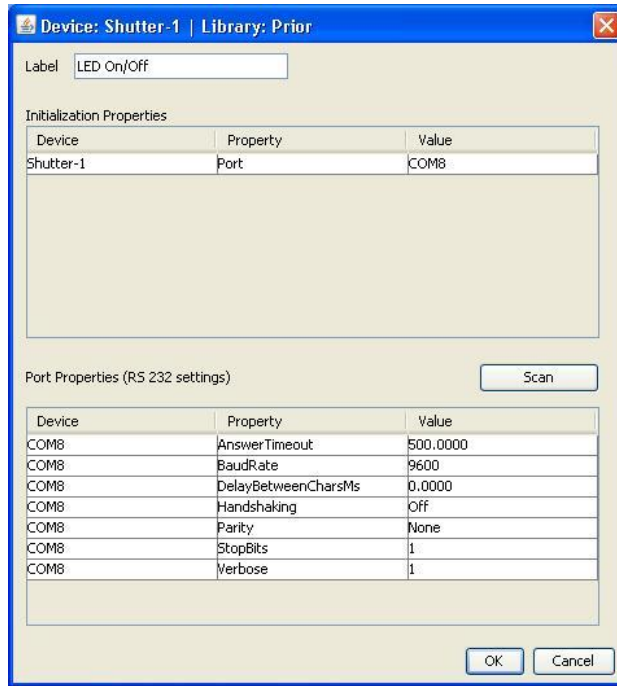 Device: Shutter-1 | Library: Prior
Label LED On/Off
Initialization Properties
Device Property Value
Shutter-1 Port COM8
Port Properties (RS 232 settings) Scan
Device Property Value
COM8 AnswerTimeout 500.0000
COM8 BaudRate 9600
COM8 DelayBetweenCharsMs 0.0000
COM8 Handshaking Off
COM8 Parity None
COM8 StopBits 1
COM8 Verbose 1
OK Cancel